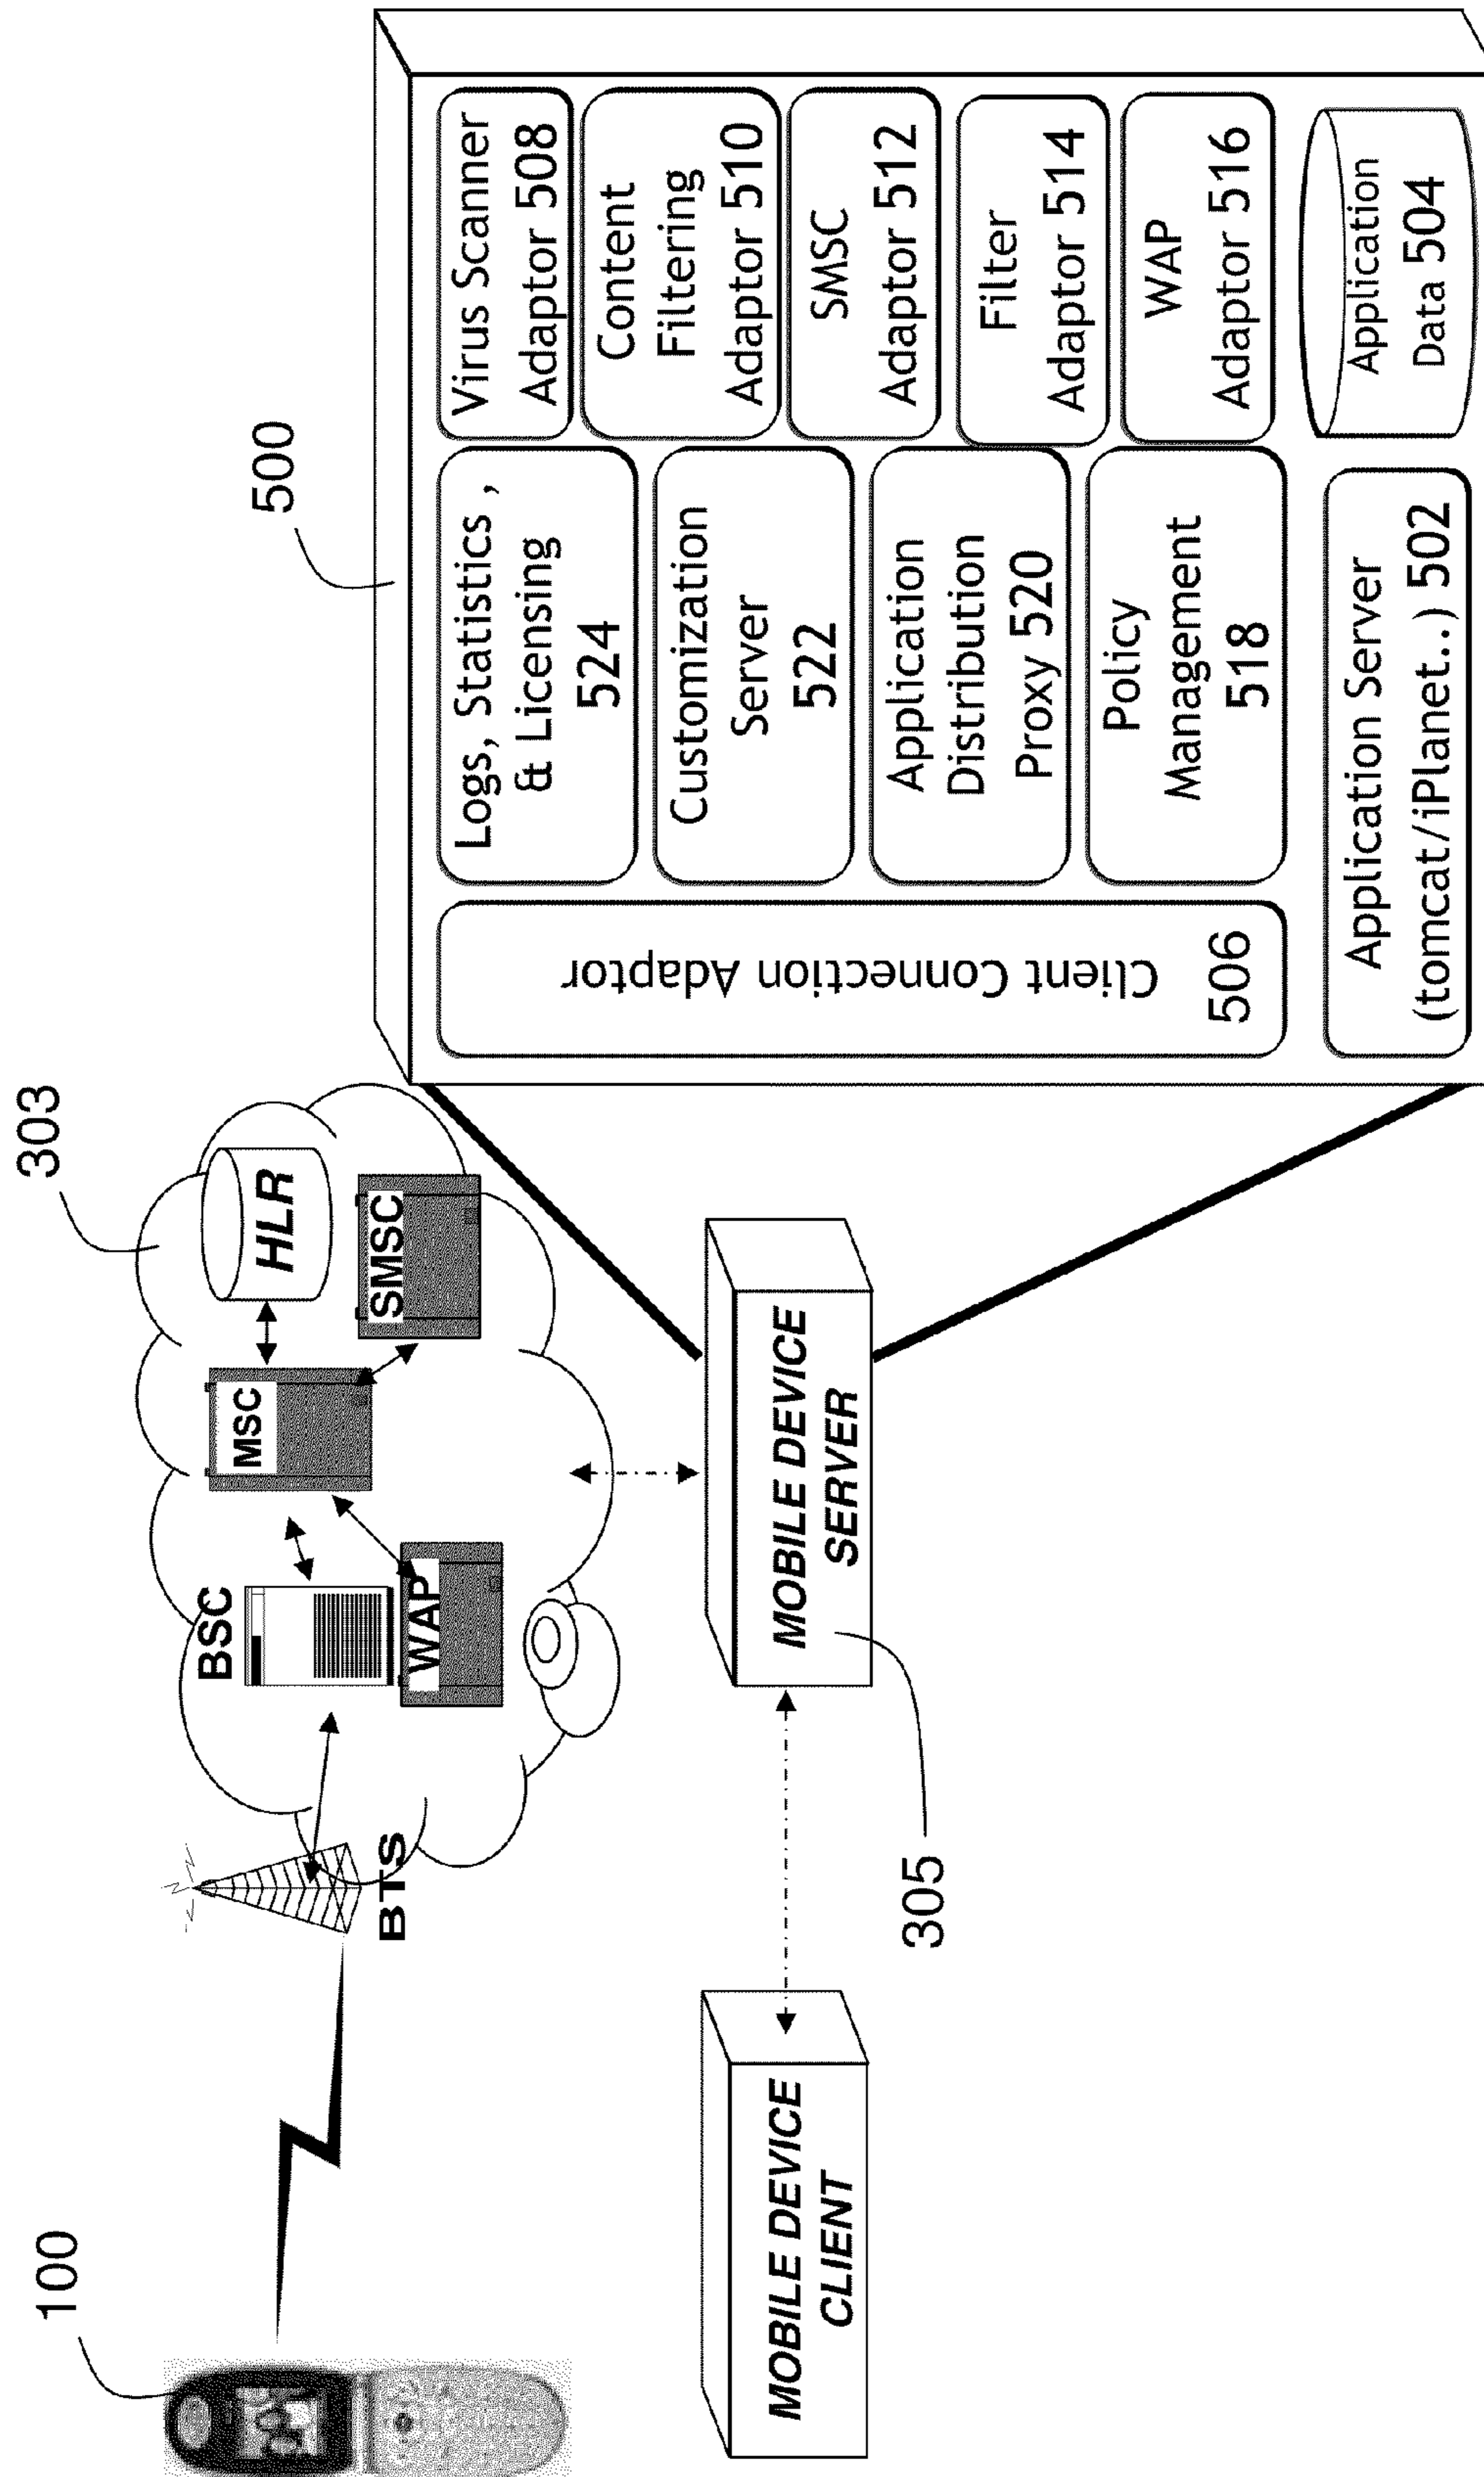 100
303
500
BTS
BSC
WAP
MSC
HLR
SMSC
MOBILE DEVICE
CLIENT
MOBILE DEVICE
SERVER
305
Client Connection Adaptor
506
Logs, Statistics ,
& Licensing
524
Customization
Server
522
Application
Distribution
Proxy 520
Policy
Management
518
Virus Scanner
Adaptor 508
Content
Filtering
Adaptor 510
SMSC
Adaptor 512
Filter
Adaptor 514
WAP
Adaptor 516
Application Server
(tomcat/iPlanet..) 502
Application
Data 504